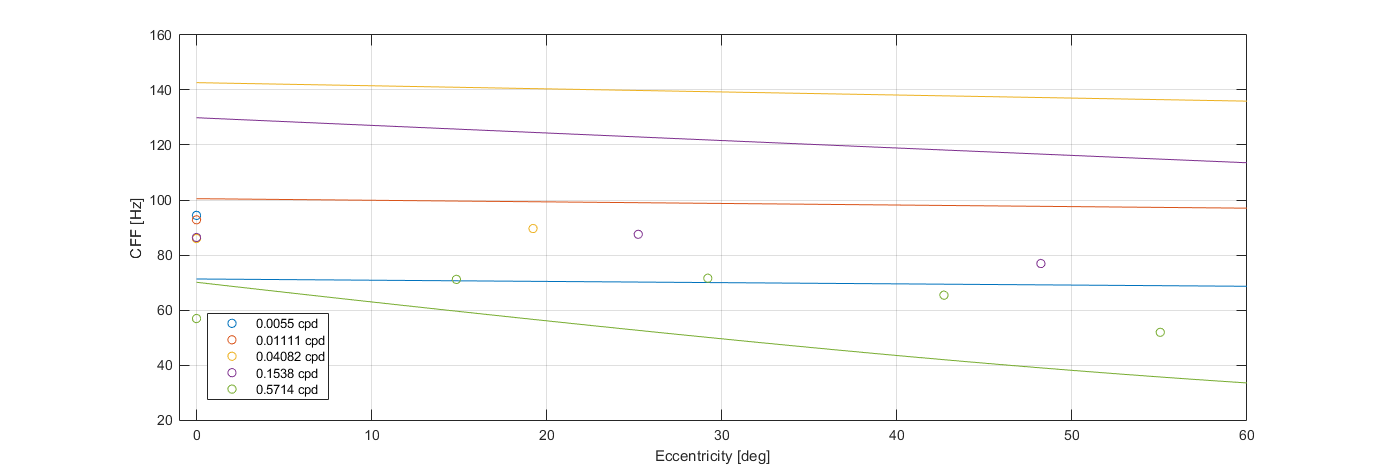 160
140
120
100
80
60
40
20
CFF [Hz]
0.0055 cpd
0.01111 cpd
0.04082 cpd
0.1538 cpd
0.5714 cpd
0 10 20 30 40 50 60
Eccentricity [deg]